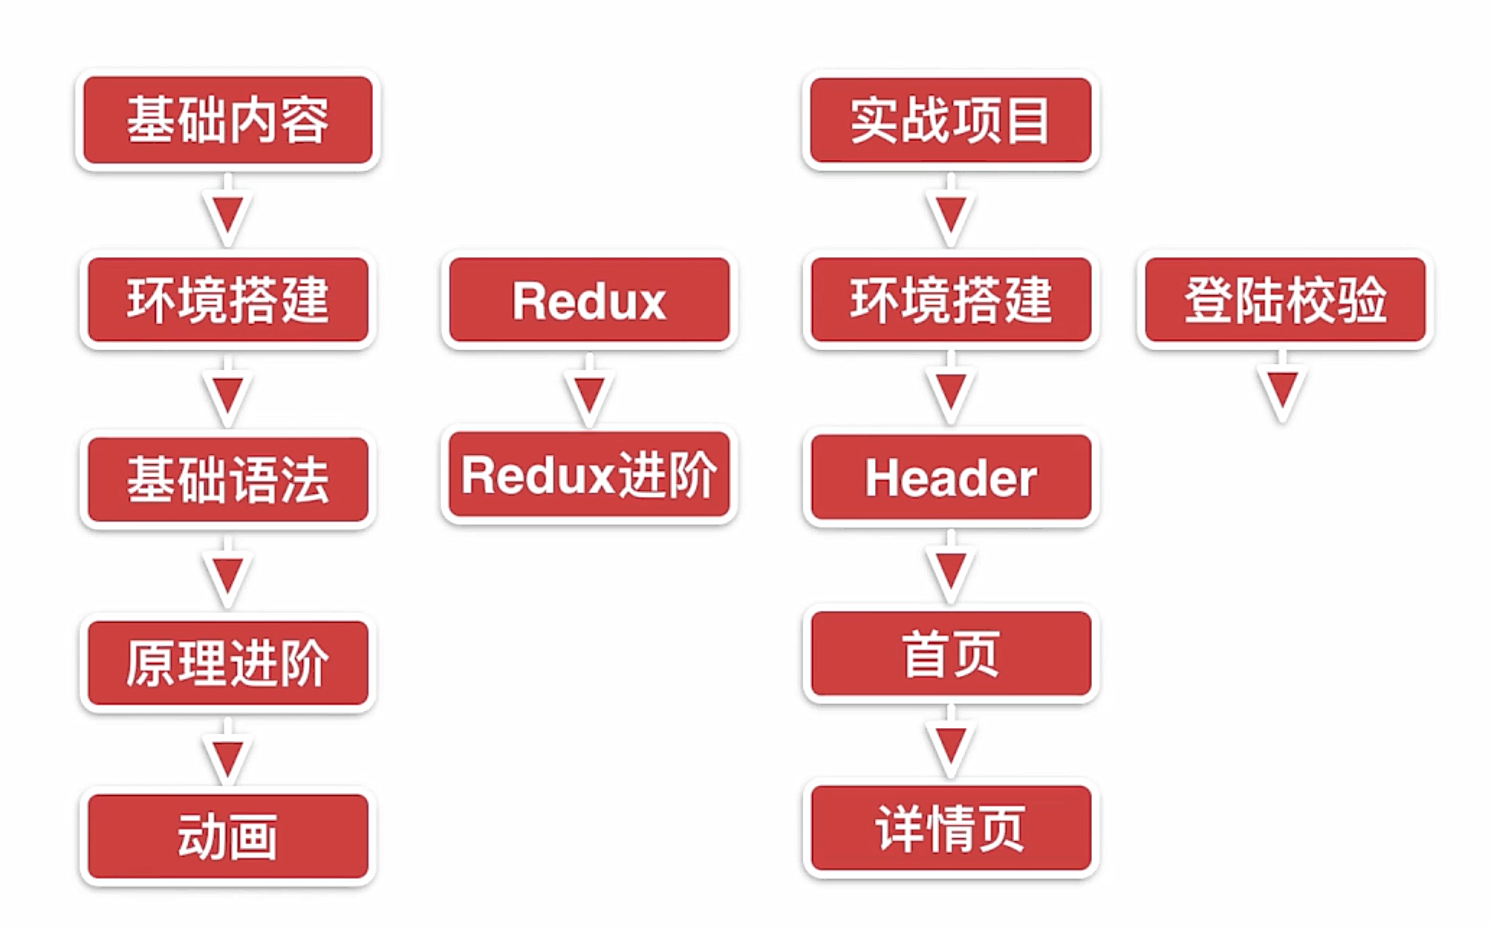 基础内容
环境搭建
基础语法
原理进阶
动画
Redux
Redux进阶
实战项目
环境搭建
Header
首页
详情页
登陆校验